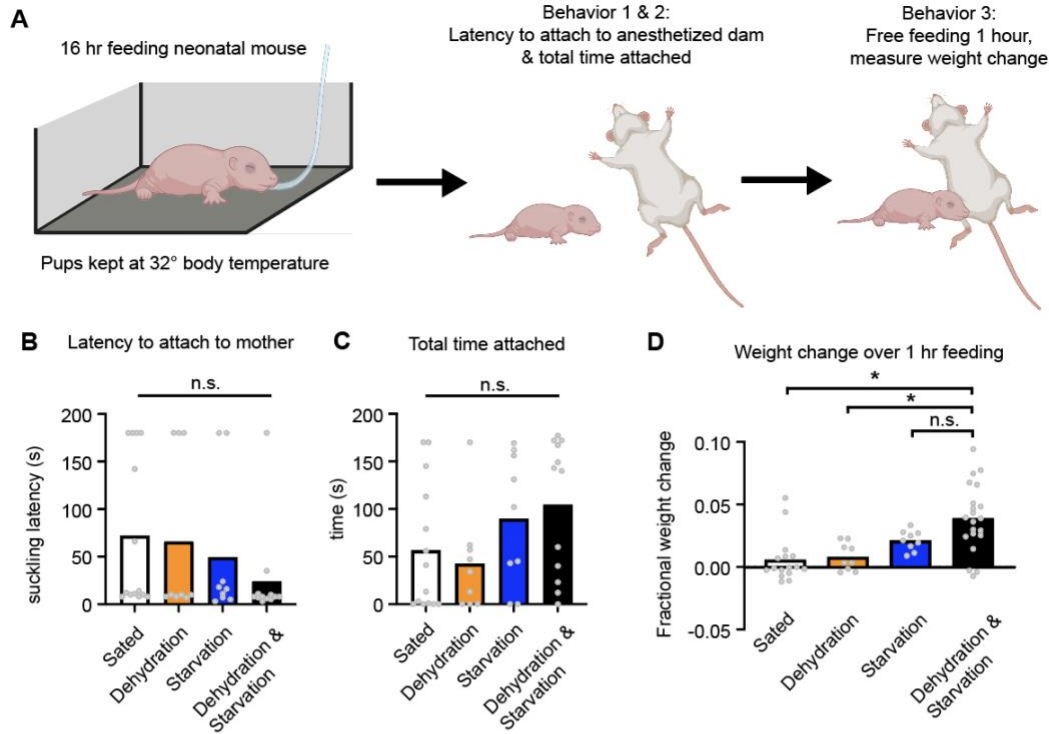 A
16 hr feeding neonatal mouse
Pups kept at 32° body temperature
Behavior 1 & 2:
Latency to attach to anesthetized dam
& total time attached
Behavior 3:
Free feeding 1 hour,
measure weight change
B
Latency to attach to mother
n.s.
suckling latency (s)
200
150
100
50
0
Sated
Dehydration
Starvation
Dehydration &
Starvation
C
Total time attached
n.s.
time (s)
200
150
100
50
0
Sated
Dehydration
Starvation
Dehydration &
Starvation
D
Weight change over 1 hr feeding
*
*
n.s.
Fractional weight change
0.10
0.05
0.00
-0.05
Sated
Dehydration
Starvation
Dehydration &
Starvation